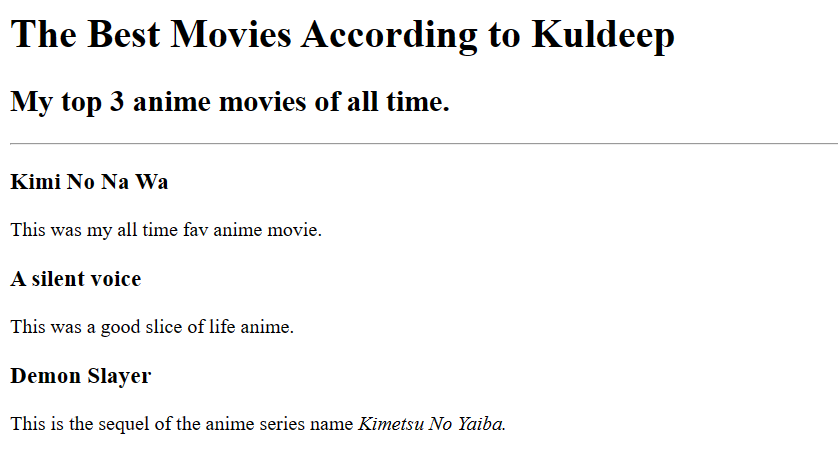 The Best Movies According to Kuldeep
My top 3 anime movies of all time.
Kimi No Na Wa
This was my all time fav anime movie.
A silent voice
This was a good slice of life anime.
Demon Slayer
This is the sequel of the anime series name Kimetsu No Yaiba.